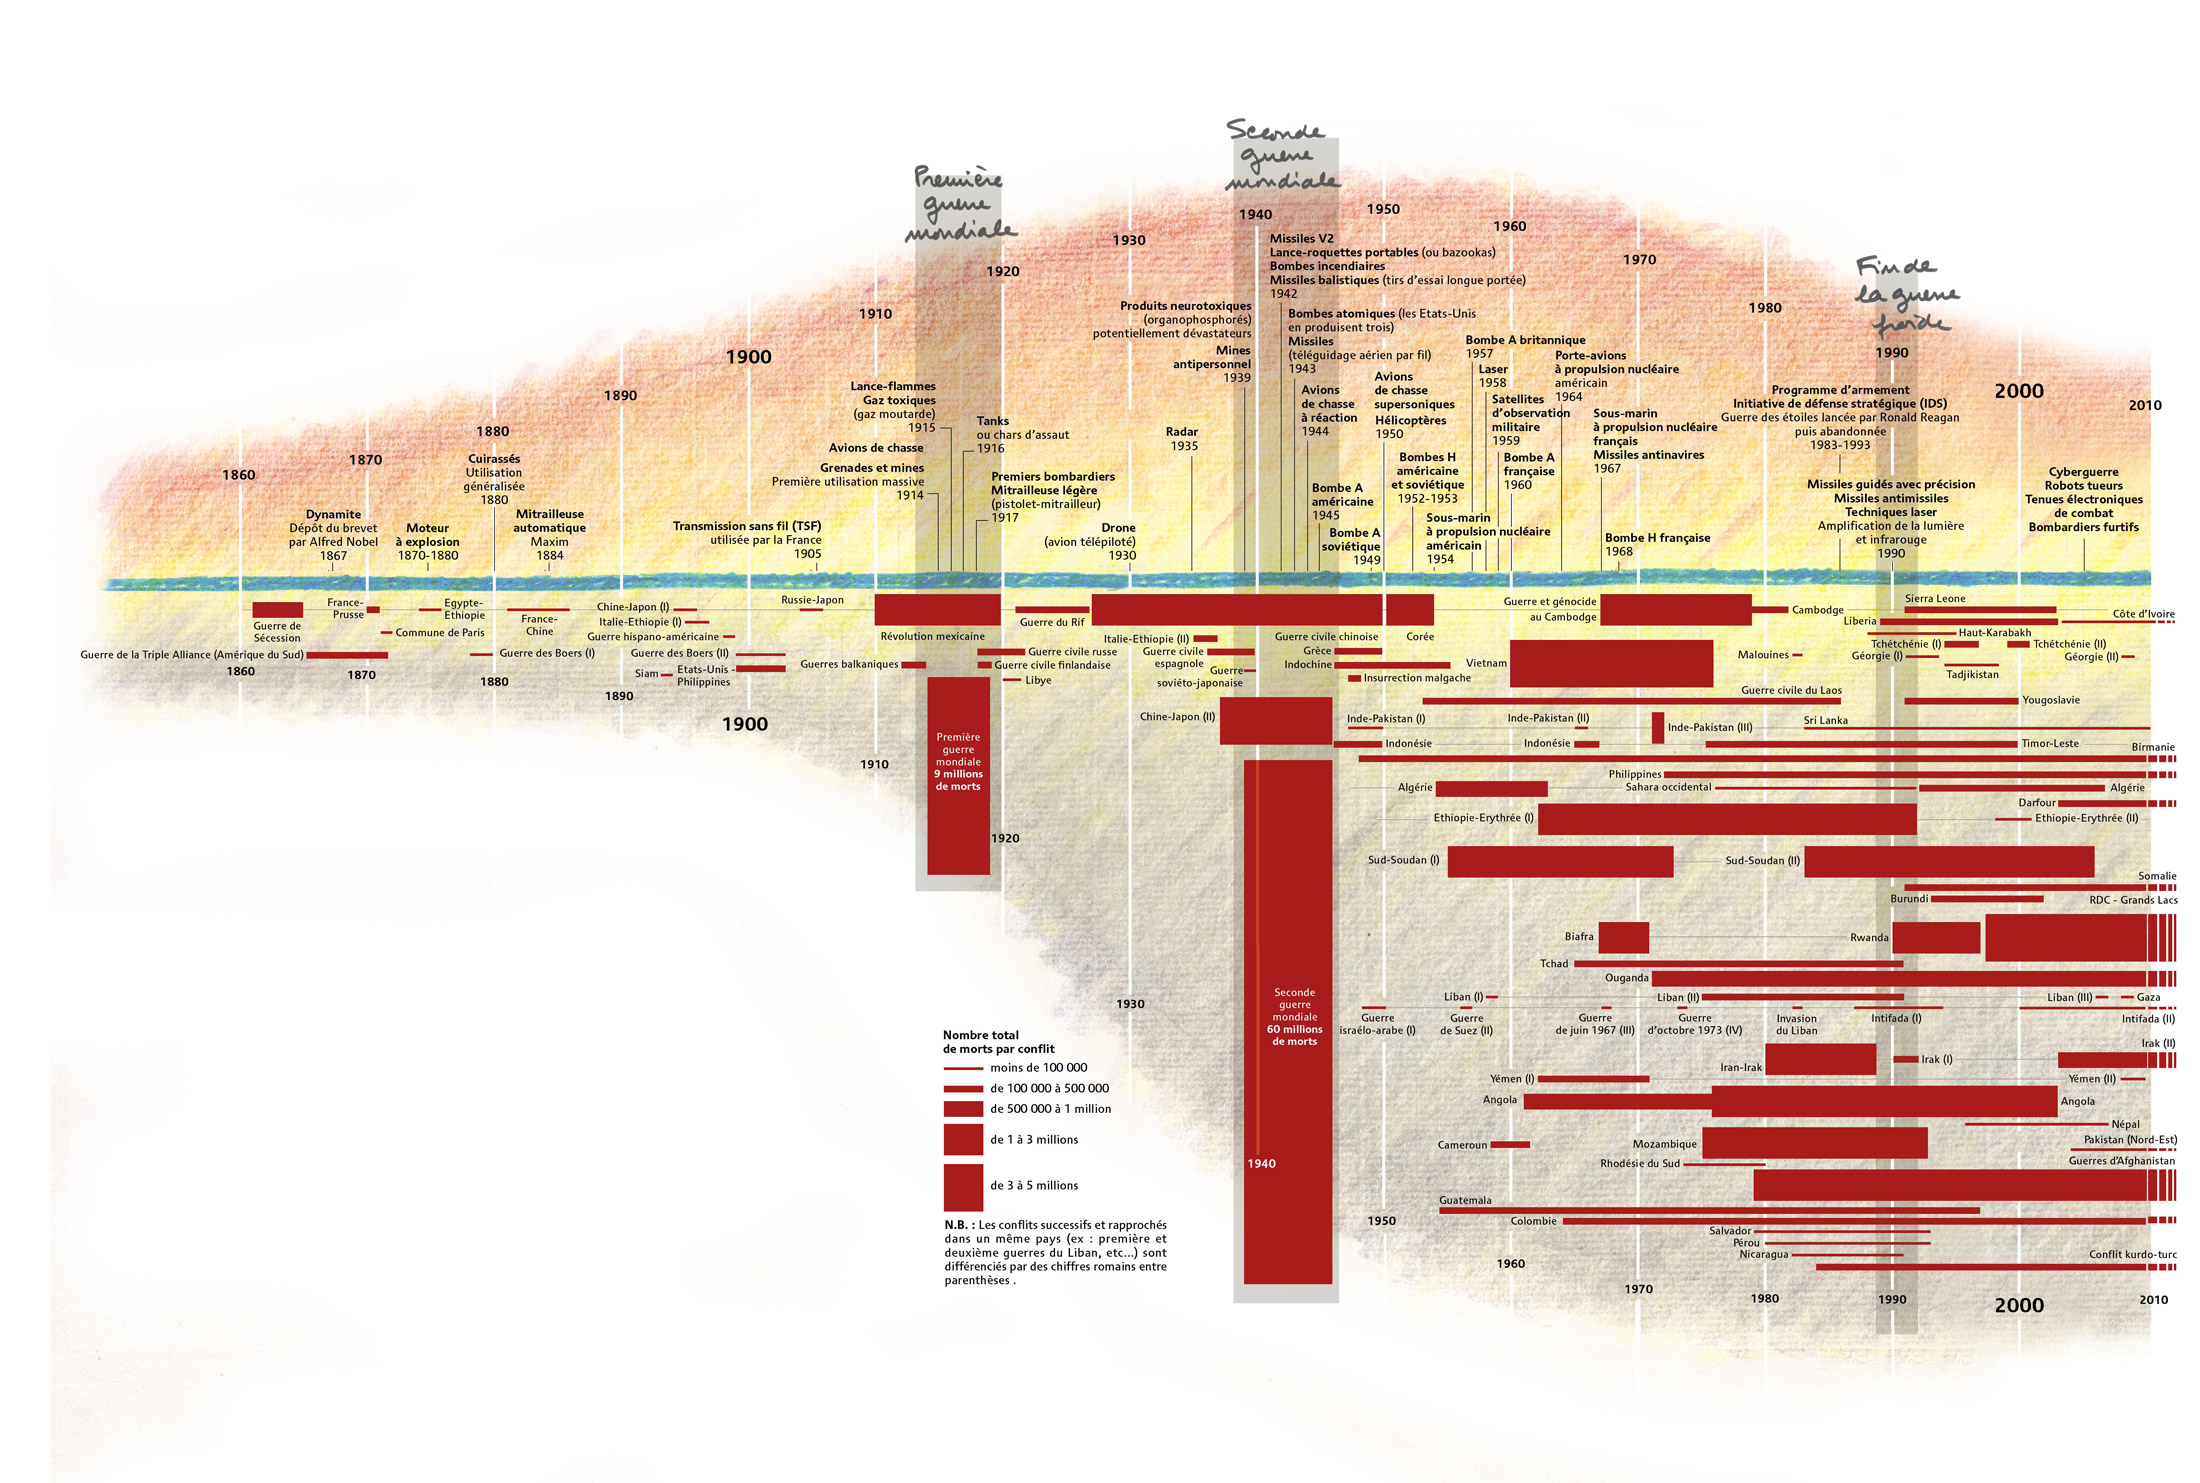 Première
guerre
mondiale
Seconde
guerre
mondiale
Fin de
la guerre
froide
1860
1870
1880
1890
1900
1910
1920
1930
1940
1950
1960
1970
1980
1990
2000
2010
Dynamite
Dépôt du brevet
par Alfred Nobel
1867
Moteur
à explosion
1870-1880
Cuirassés
Utilisation
généralisée
1880
Mitrailleuse
automatique
Maxim
1884
Transmission sans fil (TSF)
utilisée par la France
1905
Lance-flammes
Gaz toxiques
(gaz moutarde)
1915
Avions de chasse
Grenades et mines
Première utilisation massive
1914
Tanks
ou chars d'assaut
1916
Premiers bombardiers
Mitrailleuse légère
(pistolet-mitrailleur)
1917
Drone
(avion télépiloté)
1930
Radar
1935
Produits neurotoxiques
(organophosphorés)
potentiellement dévastateurs
Mines
antipersonnel
1939
Missiles V2
Lance-roquettes portables (ou bazookas)
Bombes incendiaires
Missiles balistiques (tirs d'essai longue portée)
1942
Bombes atomiques (les Etats-Unis
en produisent trois)
Missiles
(téléguidage aérien par fil)
1943
Avions
de chasse
à réaction
1944
Bombe A
américaine
1945
Bombe A
soviétique
1949
Avions
de chasse
supersoniques
Hélicoptères
1950
Bombes H
américaine
et soviétique
1952-1953
Sous-marin
à propulsion nucléaire
américain
1954
Bombe A britannique
1957
Laser
1958
Satellites
d'observation
militaire
1959
Bombe A
française
1960
Porte-avions
à propulsion nucléaire
américain
1964
Sous-marin
à propulsion nucléaire
français
Missiles antinavires
1967
Bombe H française
1968
Programme d'armement
Initiative de défense stratégique (IDS)
Guerre des étoiles lancée par Ronald Reagan
puis abandonnée
1983-1993
Missiles guidés avec précision
Missiles antimissiles
Techniques laser
Amplification de la lumière
et infrarouge
1990
Cyberguerre
Robots tueurs
Tenues électroniques
de combat
Bombardiers furtifs
Guerre de
Sécession
France-
Prusse
Egypte-
Ethiopie
Commune de Paris
France-
Chine
Guerre de la Triple Alliance (Amérique du Sud)
Guerre des Boers (I)
Chine-Japon (I)
Italie-Ethiopie (I)
Guerre hispano-américaine
Guerre des Boers (II)
Siam
Etats-Unis
Philippines
Russie-Japon
Révolution mexicaine
Guerres balkaniques
Guerre du Rif
Guerre civile russe
Guerre civile finlandaise
Libye
Italie-Ethiopie (II)
Guerre civile
espagnole
Guerre
soviéto-japonaise
Guerre civile chinoise
Grèce
Indochine
Insurrection malgache
Corée
Vietnam
Guerre et génocide
au Cambodge
Cambodge
Sierra Leone
Liberia
Côte d'Ivoire
Haut-Karabakh
Tchétchénie (I)
Tchétchénie (II)
Malouines
Géorgie (I)
Géorgie (II)
Tadjikistan
Guerre civile du Laos
Yougoslavie
Chine-Japon (II)
Inde-Pakistan (I)
Inde-Pakistan (II)
Inde-Pakistan (III)
Sri Lanka
Indonésie
Indonésie
Timor-Leste
Birmanie
Philippines
Algérie
Sahara occidental
Algérie
Darfour
Ethiopie-Erythrée (I)
Ethiopie-Erythrée (II)
Sud-Soudan (I)
Sud-Soudan (II)
Somalie
Burundi
RDC - Grands Lacs
Biafra
Rwanda
Tchad
Ouganda
Liban (I)
Liban (II)
Liban (III)
Gaza
Guerre
israélo-arabe (I)
Guerre
de Suez (II)
Guerre
de juin 1967 (III)
Guerre
d'octobre 1973 (IV)
Invasion
du Liban
Intifada (I)
Intifada (II)
Iran-Irak
Irak (I)
Irak (II)
Yémen (I)
Yémen (II)
Angola
Angola
Népal
Cameroun
Mozambique
Pakistan (Nord-Est)
Rhodésie du Sud
Guerres d'Afghanistan
Guatemala
Colombie
Salvador
Pérou
Nicaragua
Conflit kurdo-turc
Première
guerre
mondiale
9 millions
de morts
Seconde
guerre
mondiale
60 millions
de morts
1860
1870
1880
1890
1900
1910
1920
1930
1940
1950
1960
1970
1980
1990
2000
2010
Nombre total
de morts par conflit
moins de 100 000
de 100 000 à 500 000
de 500 000 à 1 million
de 1 à 3 millions
de 3 à 5 millions
N.B. : Les conflits successifs et rapprochés
dans un même pays (ex : première et
deuxième guerres du Liban, etc...) sont
différenciés par des chiffres romains entre
parenthèses .